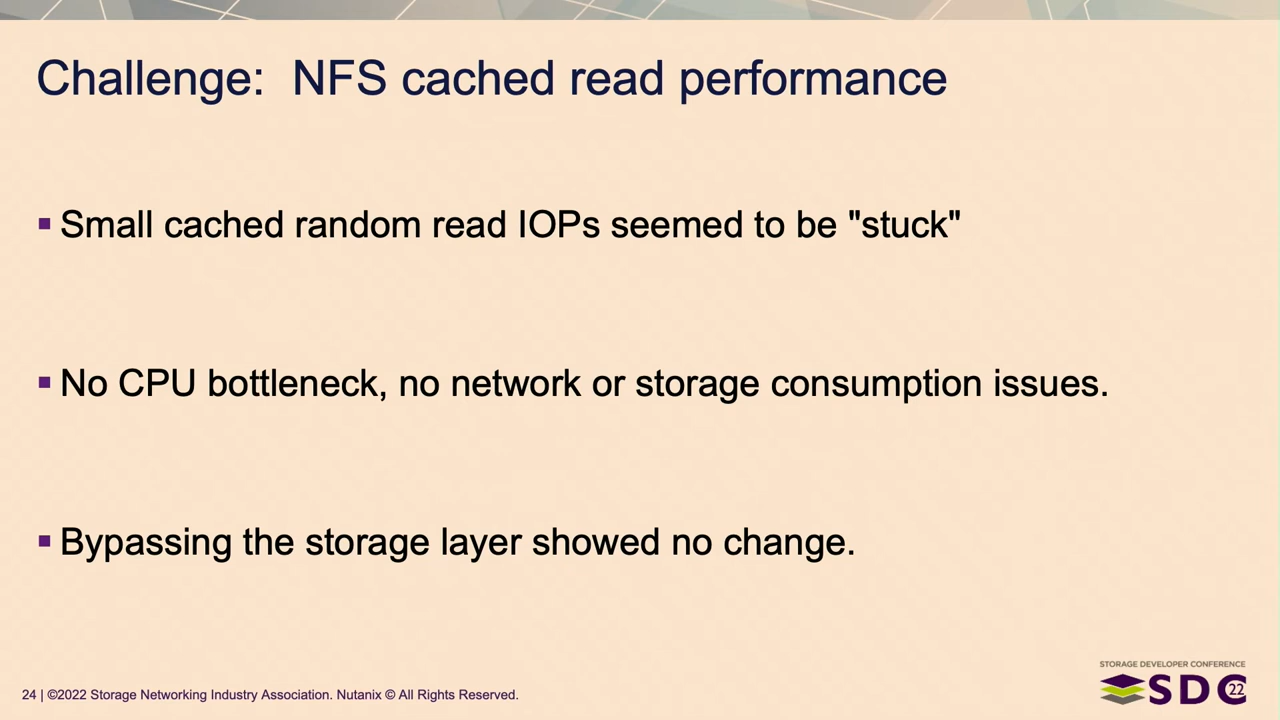 Challenge:  NFS cached read performance
▪ Small cached random read IOPs seemed to be "stuck"
▪ No CPU bottleneck, no network or storage consumption issues.
▪ Bypassing the storage layer showed no change.
24 | ©2022 Storage Networking Industry Association. Nutanix © All Rights Reserved.
STORAGE DEVELOPER CONFERENCE
SDC 22